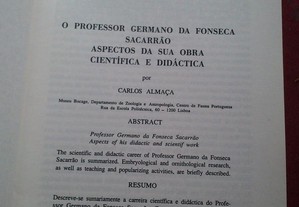 O PROFESSOR GERMANO DA FONSECA
SACARRÃO
ASPECTOS DA SUA OBRA
CIENTÍFICA E DIDÁCTICA
por
CARLOS ALMAÇA
Museu Bocage, Departamento de Zoologia e Antropologia, Centro de Fauna Portuguesa
Rua da Escola Politécnica, 60 — 1200 Lisboa
ABSTRACT
Professor Germano da Fonseca Sacarrão
Aspects of his didactic and scientif work
The scientific and didactic career of Professor Germano da Fonseca
Sacarrão is summarized. Embryological and ornithological research,
as well as teaching and popularizing activities, are briefly described.
RESUMO
Descreve-se sumariamente a carreira científica e didáctica do Profe-